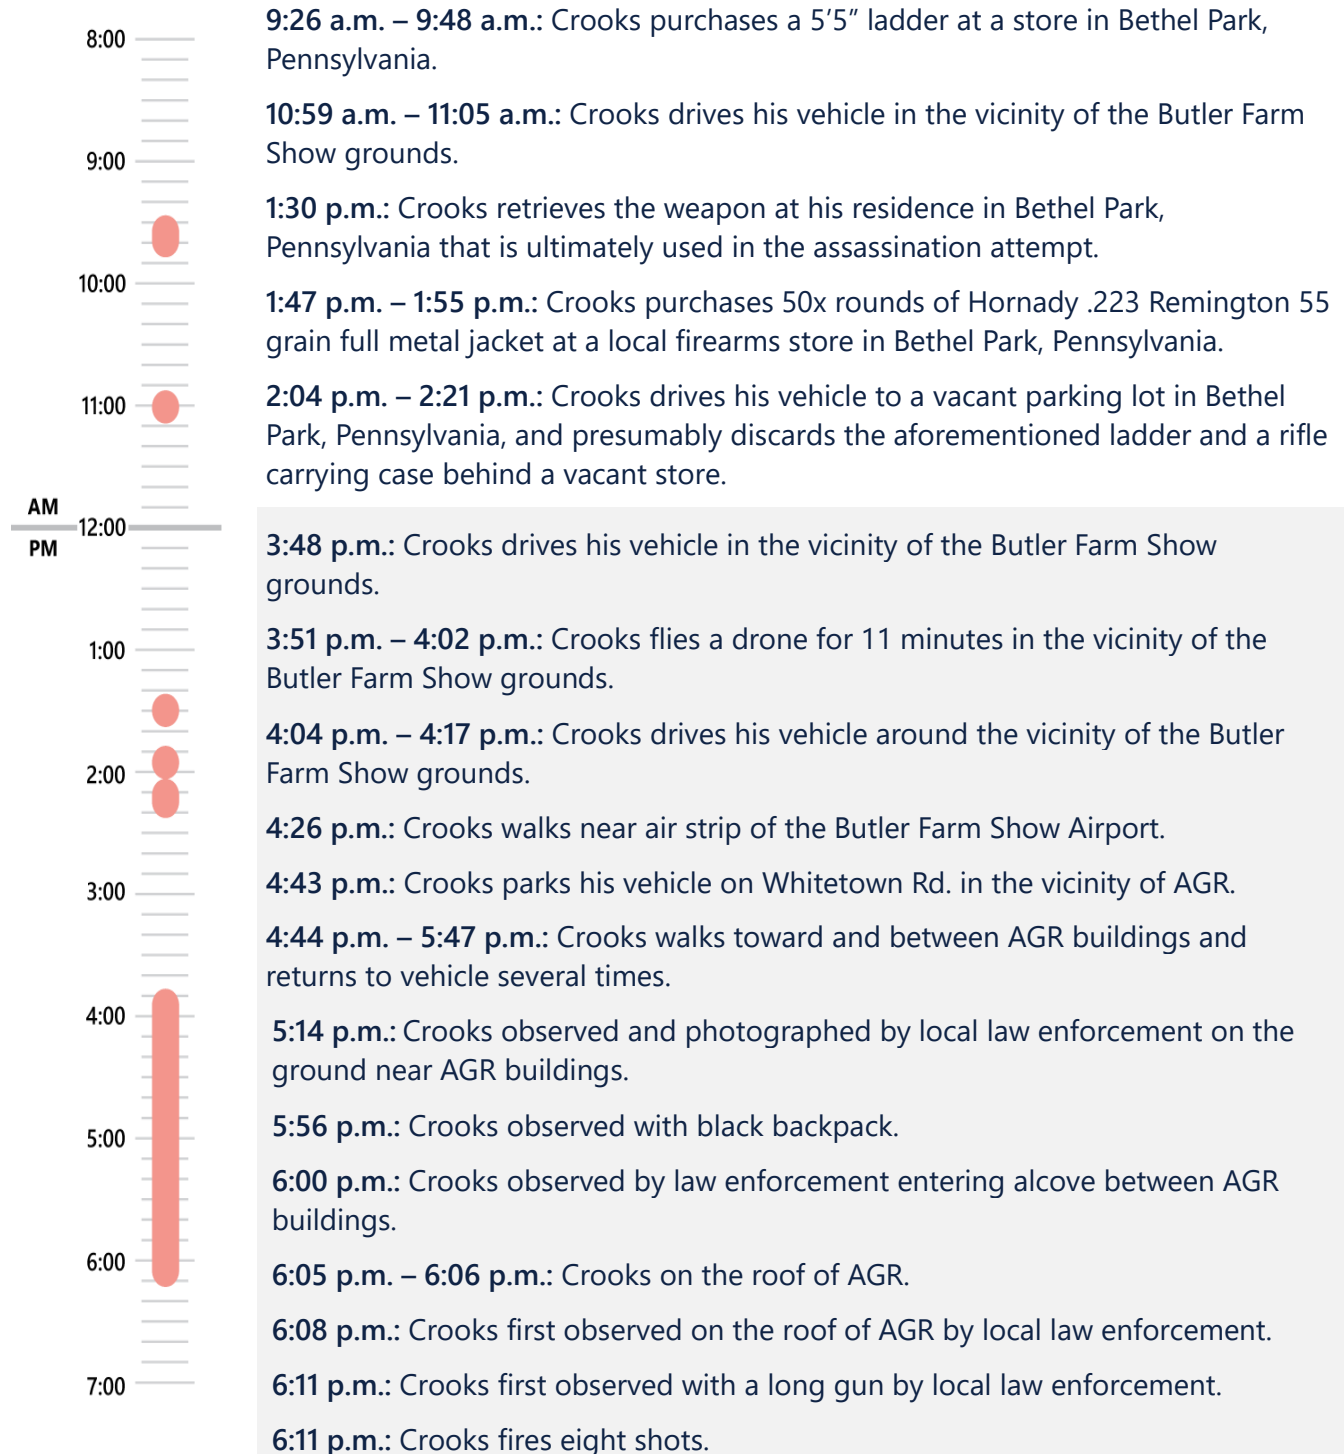 8:00
9:00
10:00
11:00
AM
12:00
PM
1:00
2:00
3:00
4:00
5:00
6:00
7:00
9:26 a.m. – 9:48 a.m.: Crooks purchases a 5’5” ladder at a store in Bethel Park,
Pennsylvania.
10:59 a.m. – 11:05 a.m.: Crooks drives his vehicle in the vicinity of the Butler Farm
Show grounds.
1:30 p.m.: Crooks retrieves the weapon at his residence in Bethel Park,
Pennsylvania that is ultimately used in the assassination attempt.
1:47 p.m. – 1:55 p.m.: Crooks purchases 50x rounds of Hornady .223 Remington 55
grain full metal jacket at a local firearms store in Bethel Park, Pennsylvania.
2:04 p.m. – 2:21 p.m.: Crooks drives his vehicle to a vacant parking lot in Bethel
Park, Pennsylvania, and presumably discards the aforementioned ladder and a rifle
carrying case behind a vacant store.
3:48 p.m.: Crooks drives his vehicle in the vicinity of the Butler Farm Show
grounds.
3:51 p.m. – 4:02 p.m.: Crooks flies a drone for 11 minutes in the vicinity of the
Butler Farm Show grounds.
4:04 p.m. – 4:17 p.m.: Crooks drives his vehicle around the vicinity of the Butler
Farm Show grounds.
4:26 p.m.: Crooks walks near air strip of the Butler Farm Show Airport.
4:43 p.m.: Crooks parks his vehicle on Whitetown Rd. in the vicinity of AGR.
4:44 p.m. – 5:47 p.m.: Crooks walks toward and between AGR buildings and
returns to vehicle several times.
5:14 p.m.: Crooks observed and photographed by local law enforcement on the
ground near AGR buildings.
5:56 p.m.: Crooks observed with black backpack.
6:00 p.m.: Crooks observed by law enforcement entering alcove between AGR
buildings.
6:05 p.m. – 6:06 p.m.: Crooks on the roof of AGR.
6:08 p.m.: Crooks first observed on the roof of AGR by local law enforcement.
6:11 p.m.: Crooks first observed with a long gun by local law enforcement.
6:11 p.m.: Crooks fires eight shots.